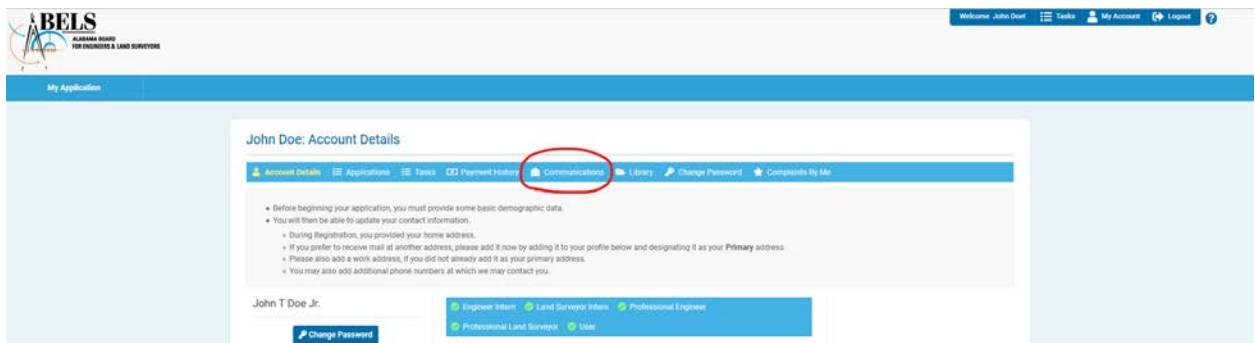 BELS
ALABAMA BOARD
FOR ENGINEERS & LAND SURVEYORS
Welcome John Doe! Tasks My Account Logout ?
My Application
John Doe: Account Details
Account Details Applications Tasks Payment History Communications Library Change Password Complaints By Me
Before beginning your application, you must provide some basic demographic data.
You will then be able to update your contact information.
During Registration, you provided your home address.
If you prefer to receive mail at another address, please add it now by adding it to your profile below and designating it as your Primary address.
Please also add a work address, if you did not already add it as your primary address.
You may also add additional phone numbers at which we may contact you.
John T Doe Jr.
Change Password
Engineer Intern Land Surveyor Intern Professional Engineer
Professional Land Surveyor User